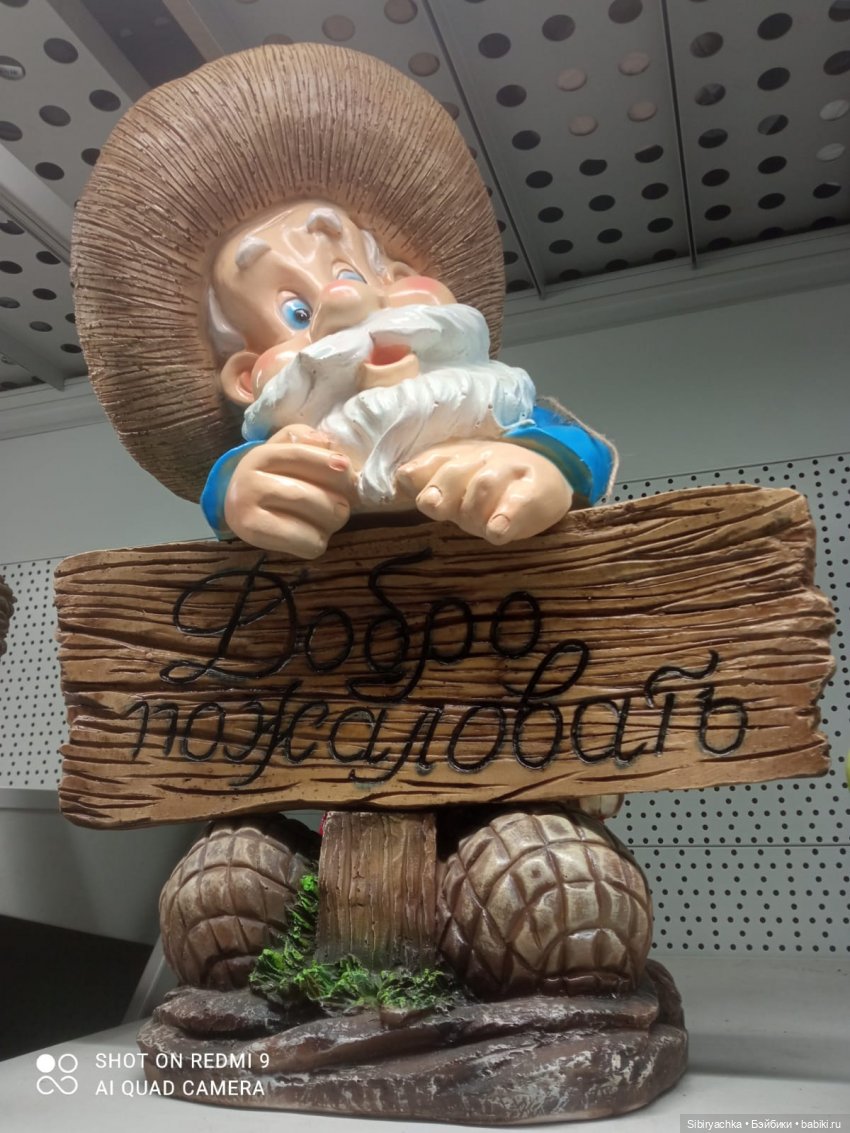 Добро
пожаловать
SHOT ON REDMI 9
AI QUAD CAMERA
Sibiryachka • Бэйбики • babiki.ru